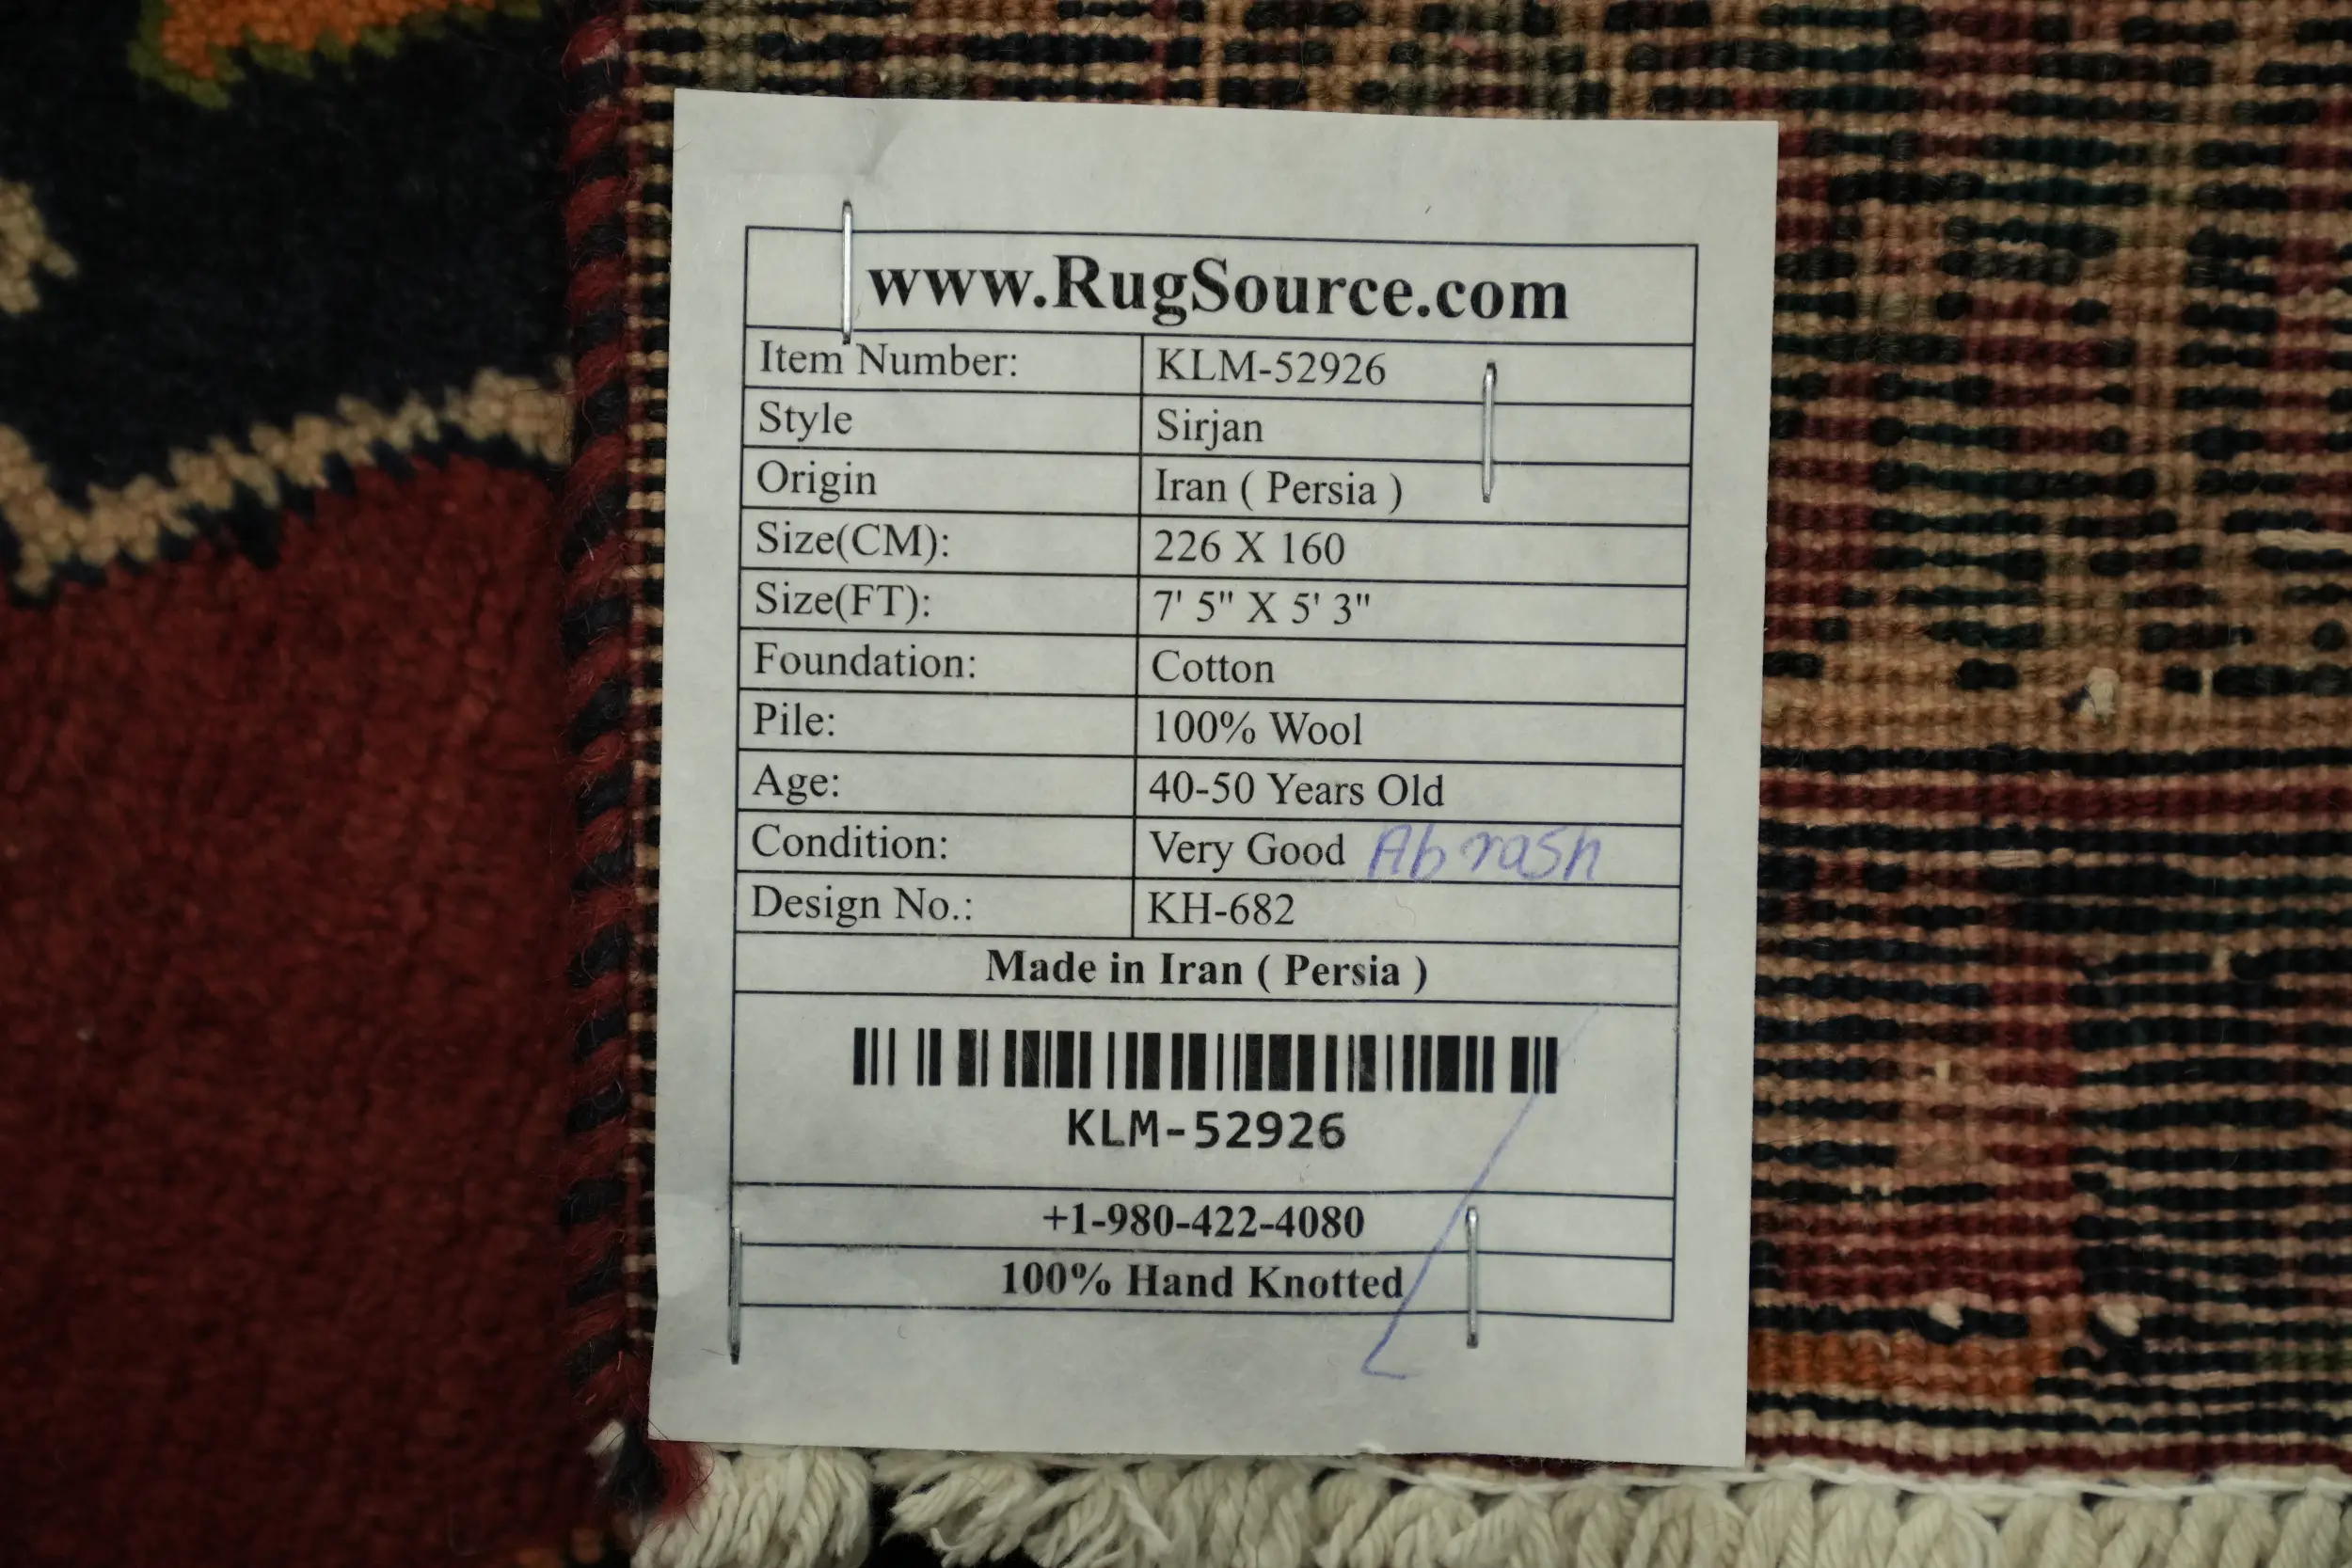 www.RugSource.com
Item Number: KLM-52926
Style Sirjan
Origin Iran ( Persia )
Size(CM): 226 X 160
Size(FT): 7' 5" X 5' 3"
Foundation: Cotton
Pile: 100% Wool
Age: 40-50 Years Old
Condition: Very Good Abrash
Design No.: KH-682
Made in Iran ( Persia )
KLM-52926
+1-980-422-4080
100% Hand Knotted